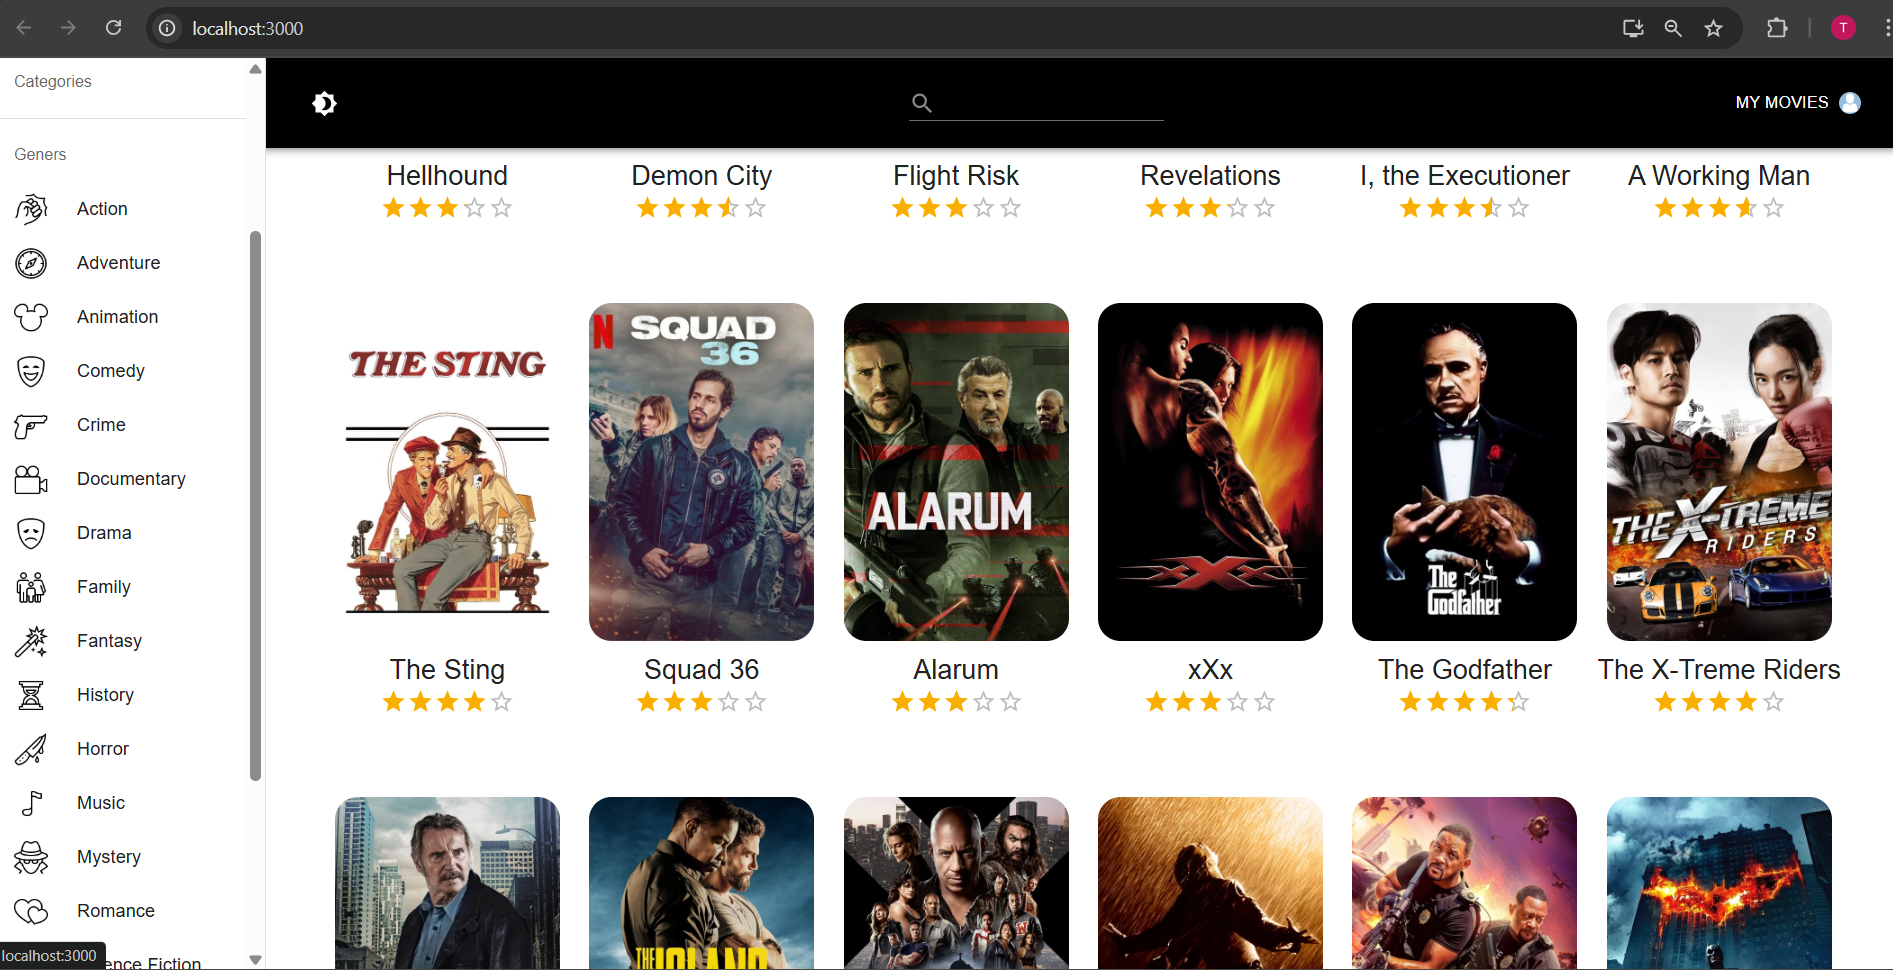 localhost:3000
T
Categories
MY MOVIES
Geners
Action
Adventure
Animation
Comedy
Crime
Documentary
Drama
Family
Fantasy
History
Horror
Music
Mystery
Romance
ence Fiction
localhost:3000
Hellhound
Demon City
Flight Risk
Revelations
I, the Executioner
A Working Man
THE STING
N SQUAD
36
ALARUM
xXx
The
Godfather
THE X-TREME
RIDERS
The Sting
Squad 36
Alarum
xXx
The Godfather
The X-Treme Riders
THE ISLAND